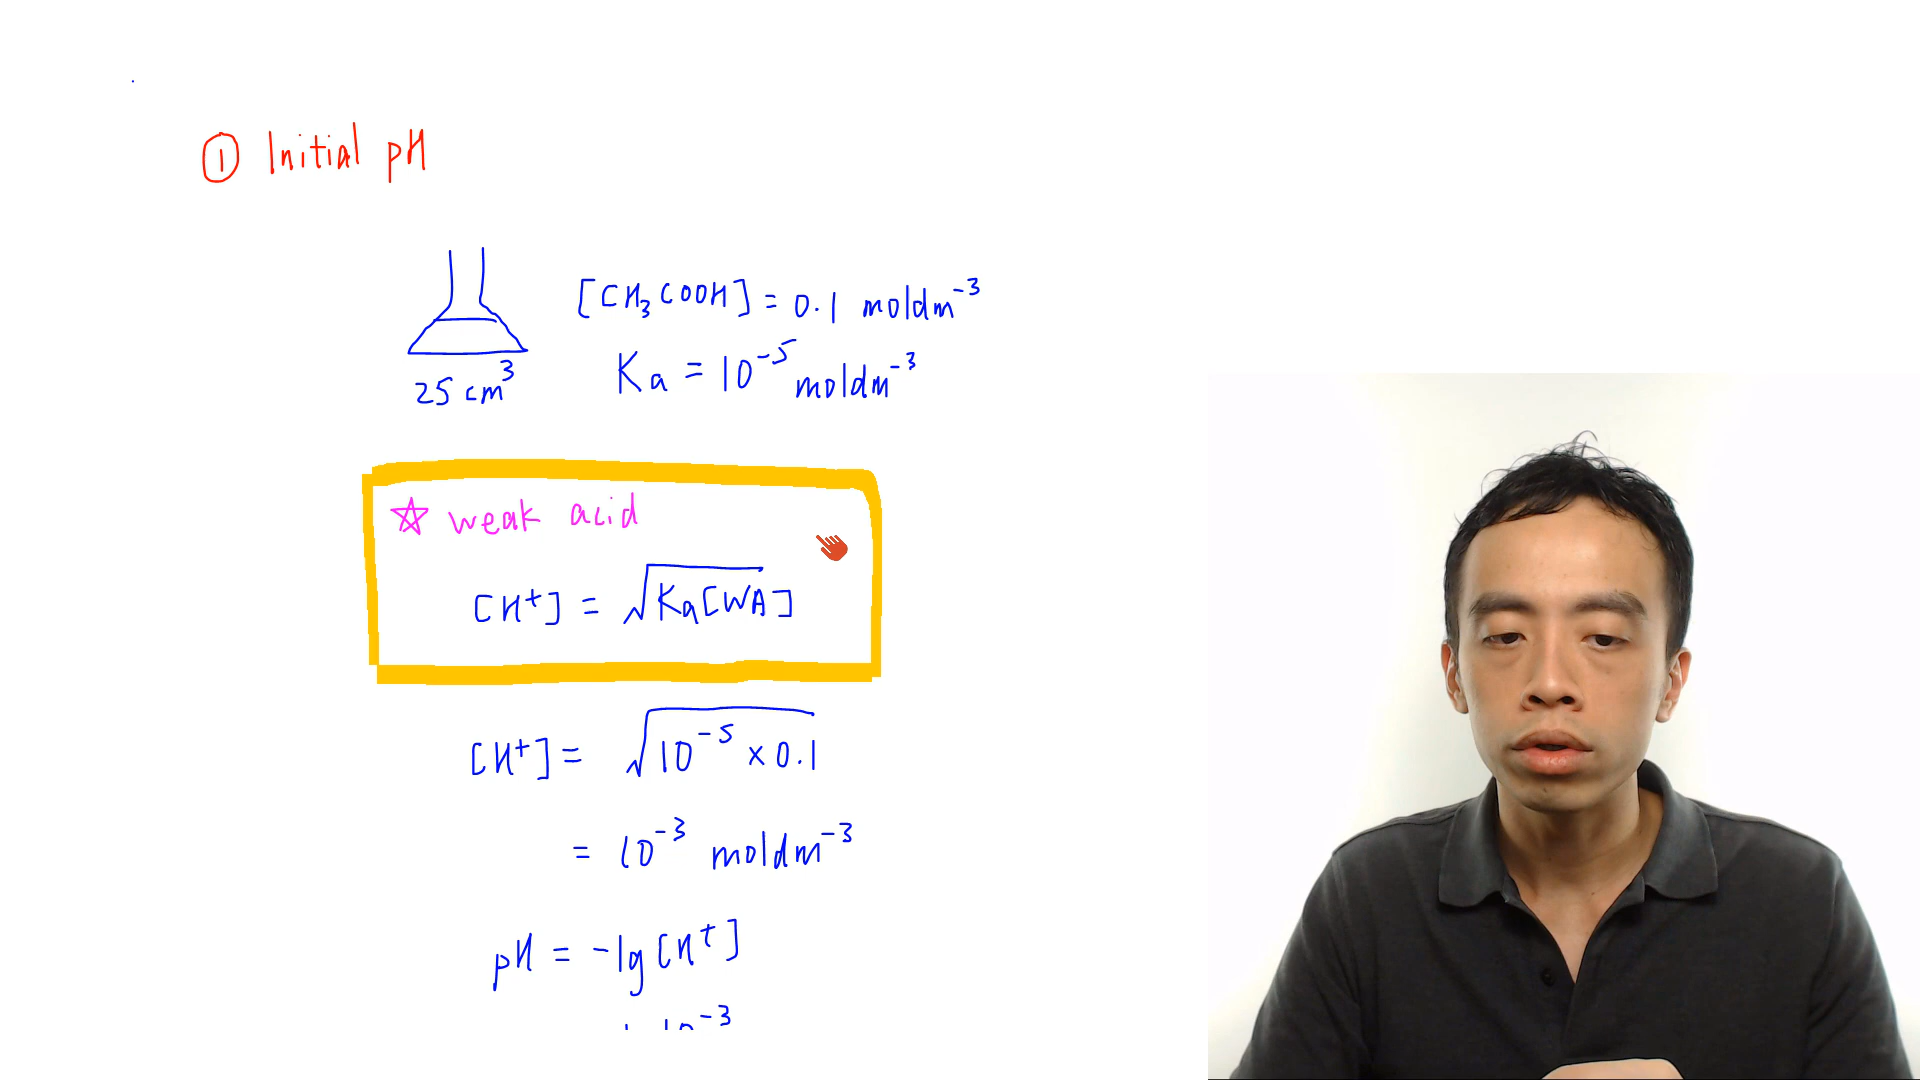 ① Initial pH
[CH₃COOH] = 0.1 moldm⁻³
Ka = 10⁻⁵ moldm⁻³
25 cm³
☆ weak acid
[H⁺] = √Ka[WA]
[H⁺] = √10⁻⁵ × 0.1
= 10⁻³ moldm⁻³
pH = -lg[H⁺]